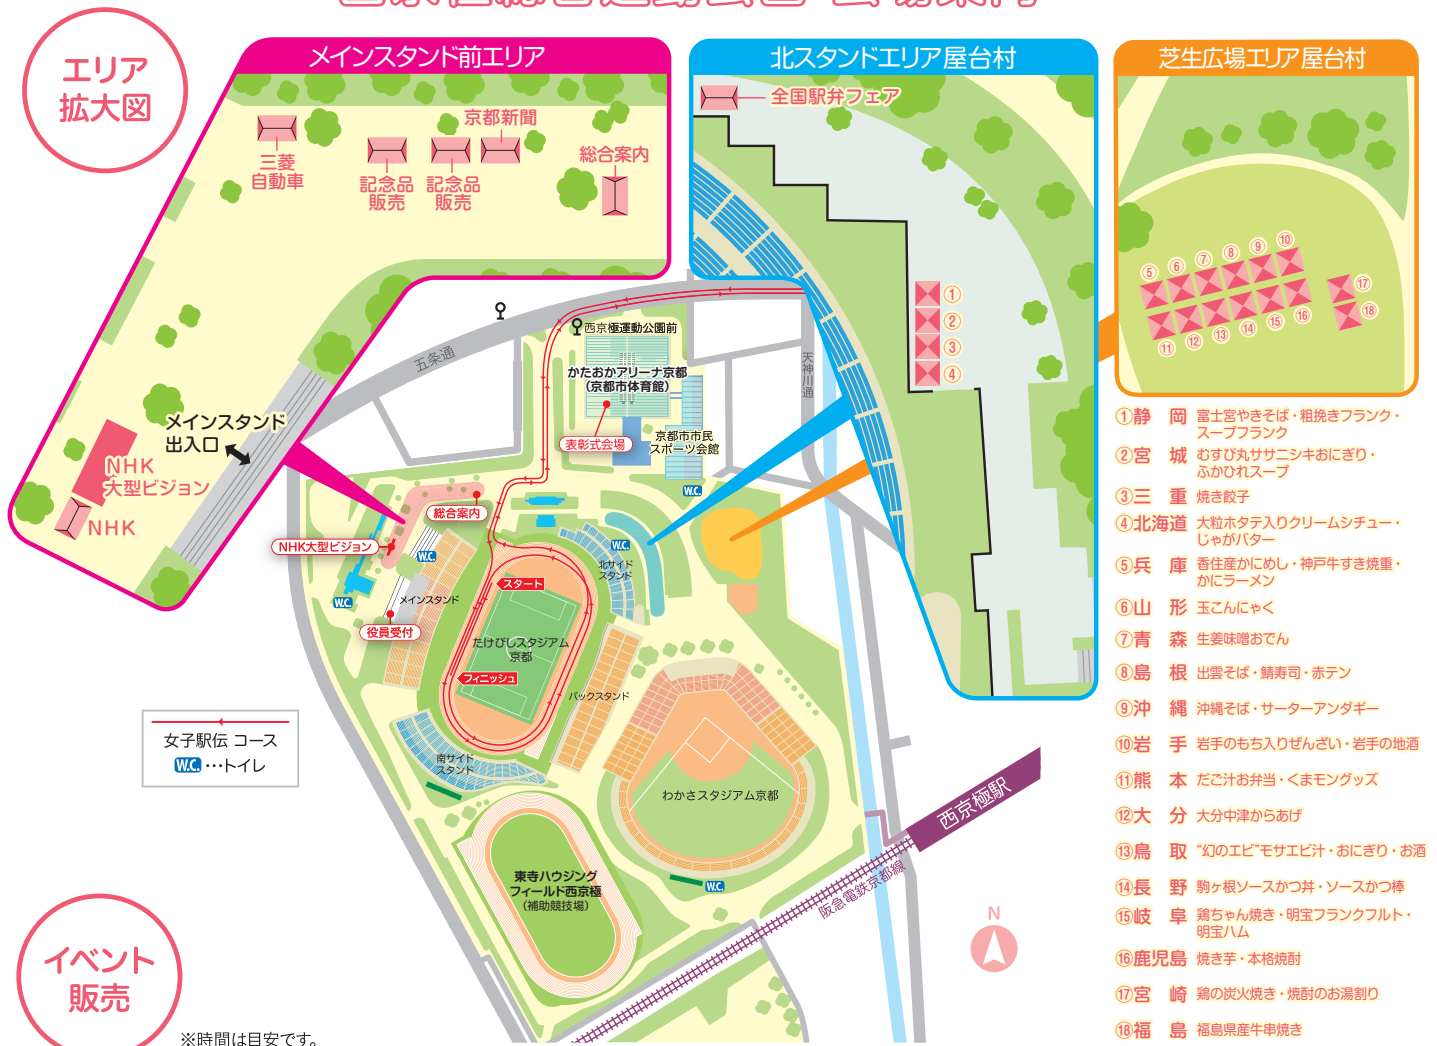 エリア
拡大図
メインスタンド前エリア
三菱
自動車
記念品
販売
記念品
販売
京都新聞
総合案内
メインスタンド
出入口
NHK
大型ビジョン
NHK
北スタンドエリア屋台村
全国駅弁フェア
①
②
③
④
芝生広場エリア屋台村
⑤
⑥
⑦
⑧
⑨
⑩
⑪
⑫
⑬
⑭
⑮
⑯
⑰
⑱
五条通
西京極運動公園前
天神川通
かたおかアリーナ京都
(京都市体育館)
表彰式会場
京都市市民
スポーツ会館
W.C.
総合案内
NHK大型ビジョン
W.C.
W.C.
W.C.
北サイド
スタンド
メインスタンド
役員受付
スタート
たけびしスタジアム
京都
フィニッシュ
バックスタンド
南サイド
スタンド
わかさスタジアム京都
W.C.
東寺ハウジング
フィールド西京極
(補助競技場)
西京極駅
阪急電鉄京都線
N
女子駅伝 コース
W.C.…トイレ
①静 岡 富士宮やきそば・粗挽きフランク・
スープフランク
②宮 城 むすび丸ササニシキおにぎり・
ふかひれスープ
③三 重 焼き餃子
④北海道 大粒ホタテ入りクリームシチュー・
じゃがバター
⑤兵 庫 香住産かにめし・神戸牛すき焼重・
かにラーメン
⑥山 形 玉こんにゃく
⑦青 森 生姜味噌おでん
⑧島 根 出雲そば・鯖寿司・赤テン
⑨沖 縄 沖縄そば・サーターアンダギー
⑩岩 手 岩手のもち入りぜんざい・岩手の地酒
⑪熊 本 だご汁お弁当・くまモングッズ
⑫大 分 大分中津からあげ
⑬鳥 取 “幻のエビ”モサエビ汁・おにぎり・お酒
⑭長 野 駒ヶ根ソースかつ丼・ソースかつ棒
⑮岐 阜 鶏ちゃん焼き・明宝フランクフルト・
明宝ハム
⑯鹿児島 焼き芋・本格焼酎
⑰宮 崎 鶏の炭火焼き・焼酎のお湯割り
⑱福 島 福島県産牛串焼き
イベント
販売
※時間は目安です。